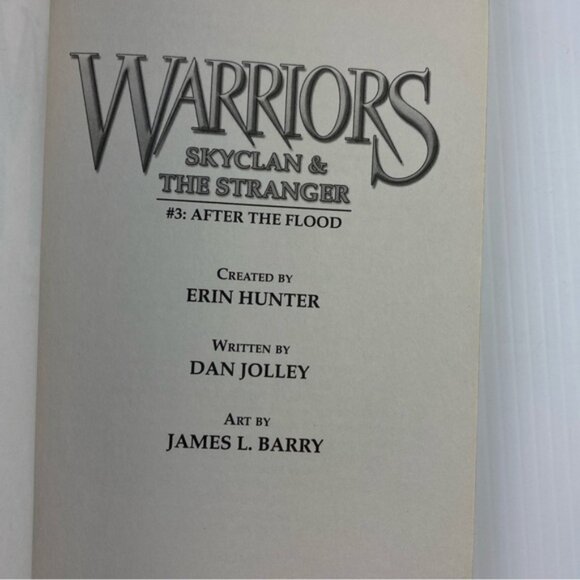 WARRIORS
SKYCLAN &
THE STRANGER
#3: AFTER THE FLOOD
CREATED BY
ERIN HUNTER
WRITTEN BY
DAN JOLLEY
ART BY
JAMES L. BARRY